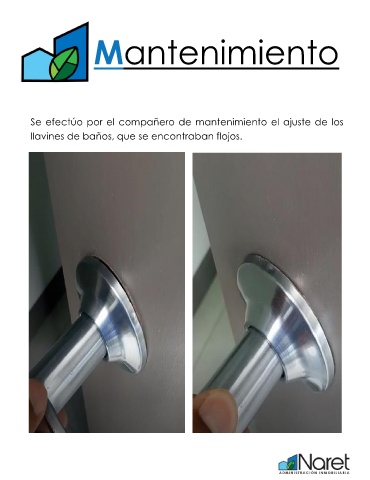 Mantenimiento
Se efectúo por el compañero de mantenimiento el ajuste de los
llavines de baños, que se encontraban flojos.
Naret
ADMINISTRACIÓN INMOBILIARIA